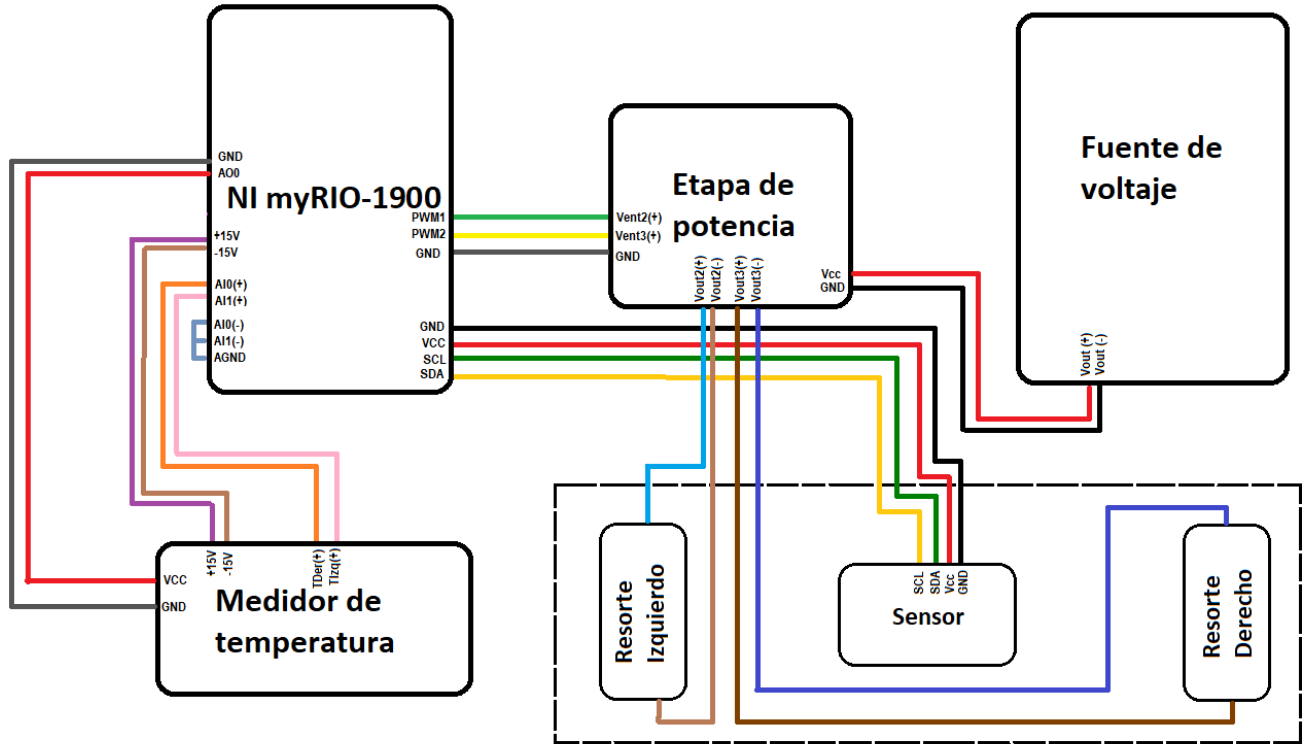 NI myRIO-1900
GND
AO0
+15V
-15V
AI0(+)
AI1(+)
AI0(-)
AI1(-)
AGND
PWM1
PWM2
GND
GND
VCC
SCL
SDA
Etapa de
potencia
Vent2(+)
Vent3(+)
GND
Vout2(+)
Vout2(-)
Vout3(+)
Vout3(-)
Vcc
GND
Fuente de
voltaje
Vout (+)
Vout (-)
+15V
-15V
TDer(+)
TIzq(+)
VCC
GND
Medidor de
temperatura
Resorte
Izquierdo
SCL
SDA
Vcc
GND
Sensor
Resorte
Derecho